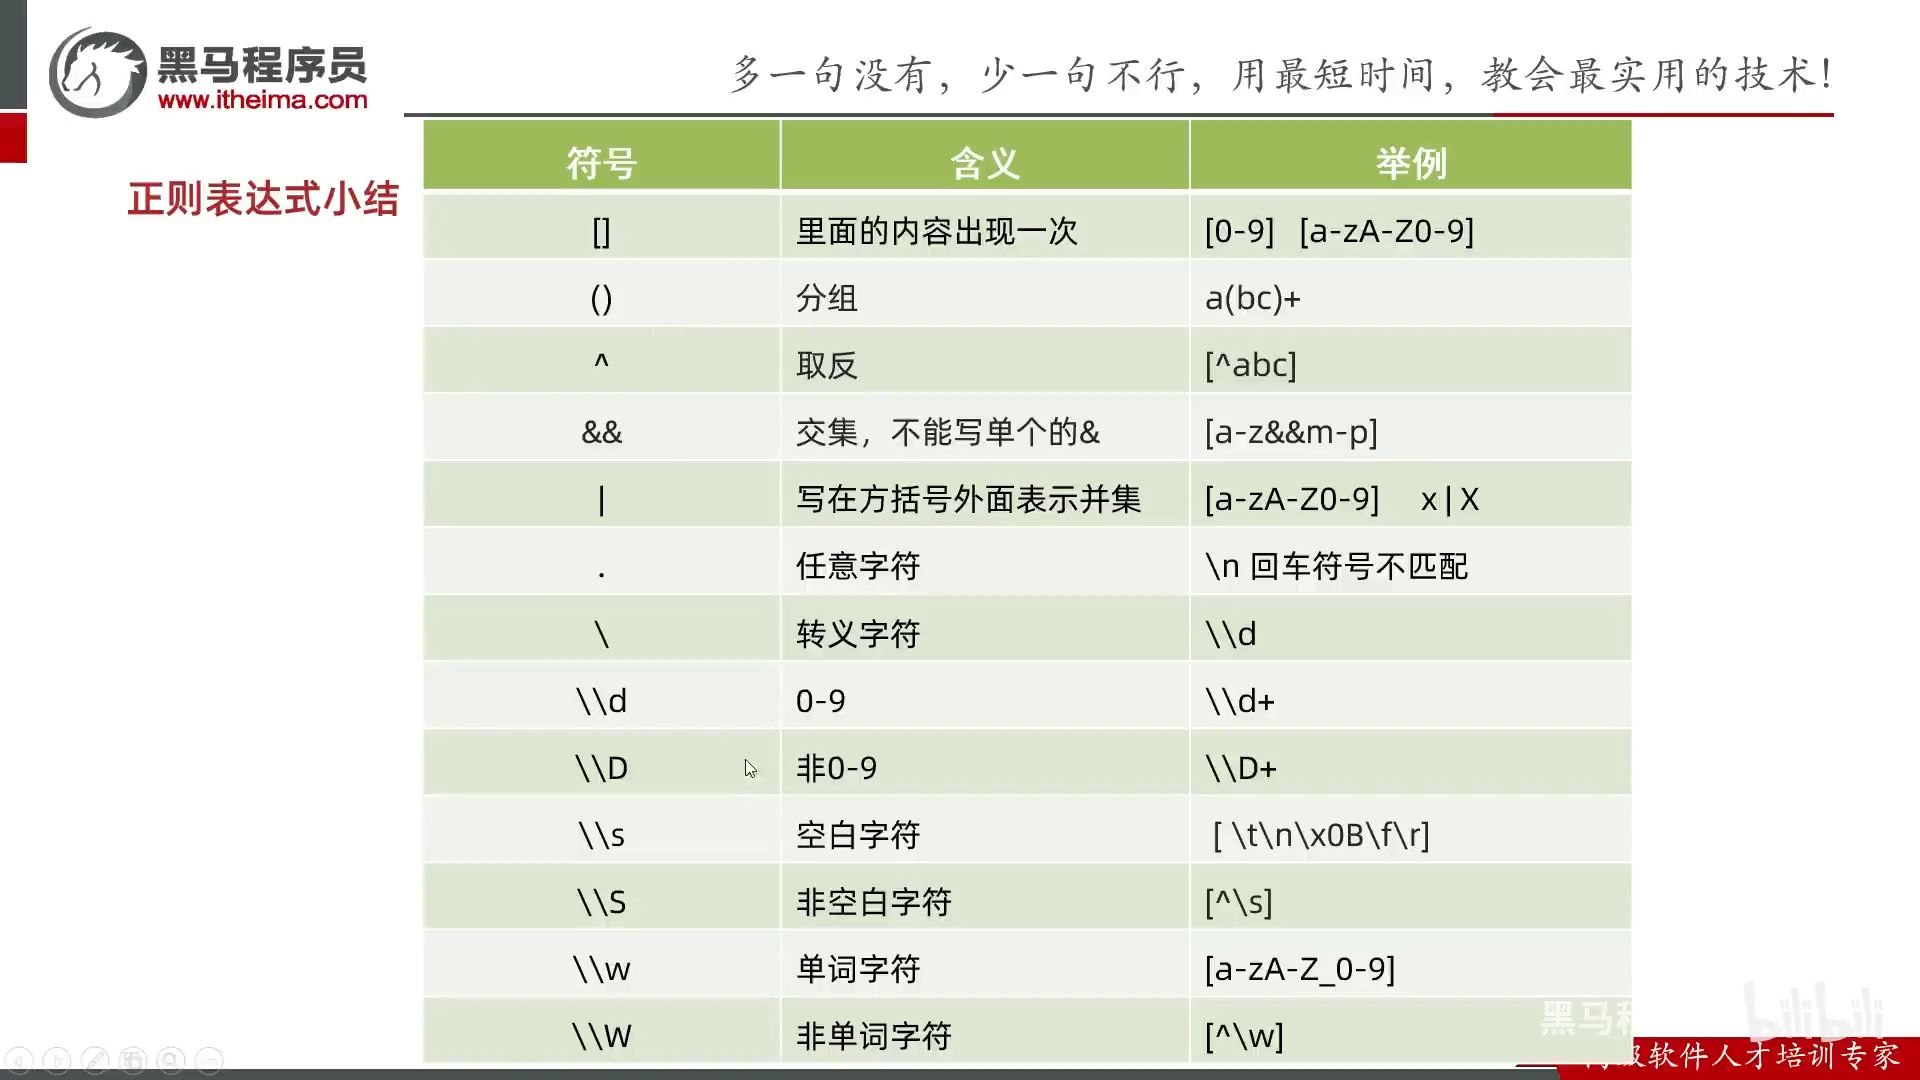 黑马程序员
www.itheima.com
多一句没有，少一句不行，用最短时间，教会最实用的技术！
正则表达式小结
符号 含义 举例
[] 里面的内容出现一次 [0-9] [a-zA-Z0-9]
() 分组 a(bc)+
^ 取反 [^abc]
&& 交集，不能写单个的& [a-z&&m-p]
| 写在方括号外面表示并集 [a-zA-Z0-9] x|X
. 任意字符 \n 回车符号不匹配
\ 转义字符 \\d
\\d 0-9 \\d+
\\D 非0-9 \\D+
\\s 空白字符 [ \t\n\x0B\f\r]
\\S 非空白字符 [^\s]
\\w 单词字符 [a-zA-Z_0-9]
\\W 非单词字符 [^\w]
黑马
bilibili
软件人才培训专家